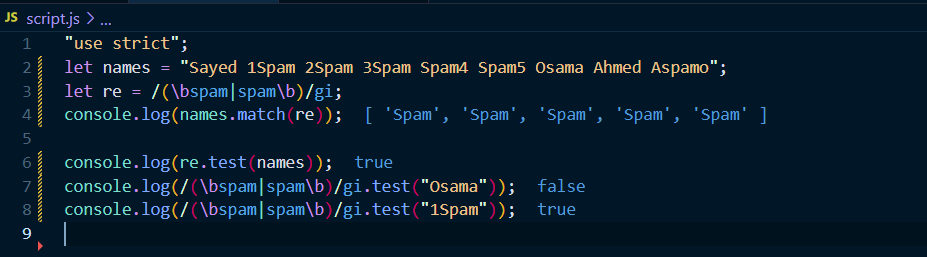 JS script.js > ...
1 "use strict";
2 let names = "Sayed 1Spam 2Spam 3Spam Spam4 Spam5 Osama Ahmed Aspamo";
3 let re = /(\bspam|spam\b)/gi;
4 console.log(names.match(re)); [ 'Spam', 'Spam', 'Spam', 'Spam', 'Spam' ]
5
6 console.log(re.test(names)); true
7 console.log(/(\bspam|spam\b)/gi.test("Osama")); false
8 console.log(/(\bspam|spam\b)/gi.test("1Spam")); true
9